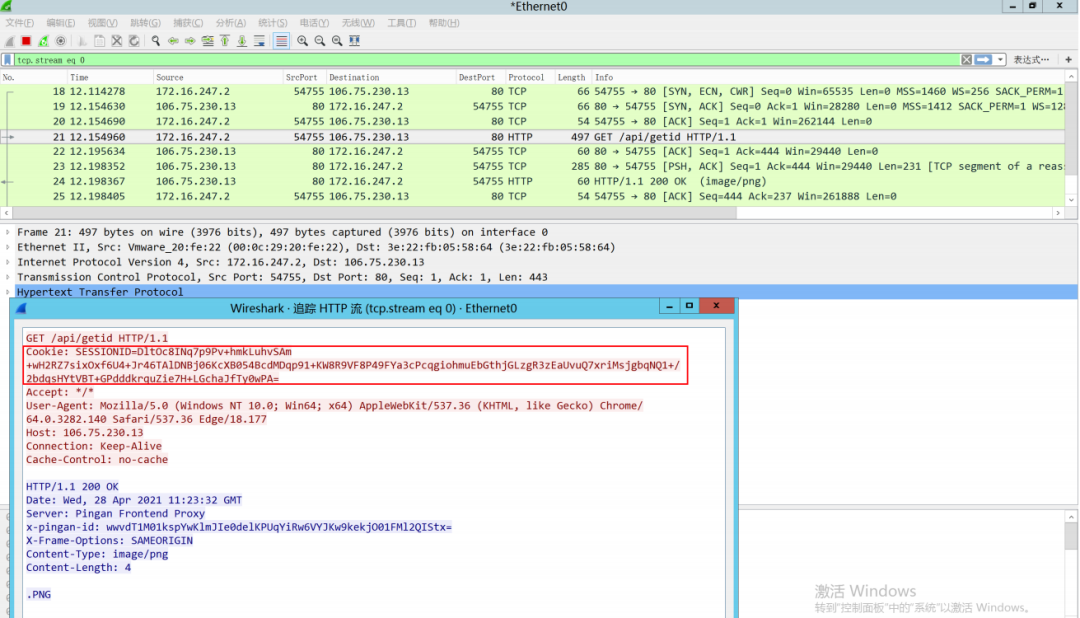 *Ethernet0
文件(F) 编辑(E) 视图(V) 跳转(G) 捕获(C) 分析(A) 统计(S) 电话(Y) 无线(W) 工具(T) 帮助(H)
tcp.stream eq 0 表达式… +
No. Time Source SrcPort Destination DestPort Protocol Length Info
18 12.114278 172.16.247.2 54755 106.75.230.13 80 TCP 66 54755 → 80 [SYN, ECN, CWR] Seq=0 Win=65535 Len=0 MSS=1460 WS=256 SACK_PERM=1
19 12.154630 106.75.230.13 80 172.16.247.2 54755 TCP 66 80 → 54755 [SYN, ACK] Seq=0 Ack=1 Win=28280 Len=0 MSS=1412 SACK_PERM=1 WS=128
20 12.154690 172.16.247.2 54755 106.75.230.13 80 TCP 54 54755 → 80 [ACK] Seq=1 Ack=1 Win=262144 Len=0
21 12.154960 172.16.247.2 54755 106.75.230.13 80 HTTP 497 GET /api/getid HTTP/1.1
22 12.195634 106.75.230.13 80 172.16.247.2 54755 TCP 60 80 → 54755 [ACK] Seq=1 Ack=444 Win=29440 Len=0
23 12.198352 106.75.230.13 80 172.16.247.2 54755 TCP 285 80 → 54755 [PSH, ACK] Seq=1 Ack=444 Win=29440 Len=231 [TCP segment of a reas
24 12.198367 106.75.230.13 80 172.16.247.2 54755 HTTP 60 HTTP/1.1 200 OK (image/png)
25 12.198405 172.16.247.2 54755 106.75.230.13 80 TCP 54 54755 → 80 [ACK] Seq=444 Ack=237 Win=261888 Len=0
Frame 21: 497 bytes on wire (3976 bits), 497 bytes captured (3976 bits) on interface 0
Ethernet II, Src: Vmware_20:fe:22 (00:0c:29:20:fe:22), Dst: 3e:22:fb:05:58:64 (3e:22:fb:05:58:64)
Internet Protocol Version 4, Src: 172.16.247.2, Dst: 106.75.230.13
Transmission Control Protocol, Src Port: 54755, Dst Port: 80, Seq: 1, Ack: 1, Len: 443
Hypertext Transfer Protocol
Wireshark · 追踪 HTTP 流 (tcp.stream eq 0) · Ethernet0
GET /api/getid HTTP/1.1
Cookie: SESSIONID=DltOc8INq7p9Pv+hmkLuhvSAm
+wH2RZ7sixOxf6U4+Jr46TAlDNBj06KcXB054BcdMDqp91+KW8R9VF8P49FYa3cPcqgiohmuEbGthjGLzgR3zEaUvuQ7xriMsjgbqNQ1+/
2bdqsHYtVBT+GPdddkrquZie7H+LGchaJfTy0wPA=
Accept: */*
User-Agent: Mozilla/5.0 (Windows NT 10.0; Win64; x64) AppleWebKit/537.36 (KHTML, like Gecko) Chrome/
64.0.3282.140 Safari/537.36 Edge/18.177
Host: 106.75.230.13
Connection: Keep-Alive
Cache-Control: no-cache
HTTP/1.1 200 OK
Date: Wed, 28 Apr 2021 11:23:32 GMT
Server: Pingan Frontend Proxy
x-pingan-id: wwvdT1M01kspYwKlmJIe0delKPUqYiRw6VYJKw9kekjO01FMl2QIStx=
X-Frame-Options: SAMEORIGIN
Content-Type: image/png
Content-Length: 4
.PNG
激活 Windows
转到"控制面板"中的"系统"以激活 Windows。